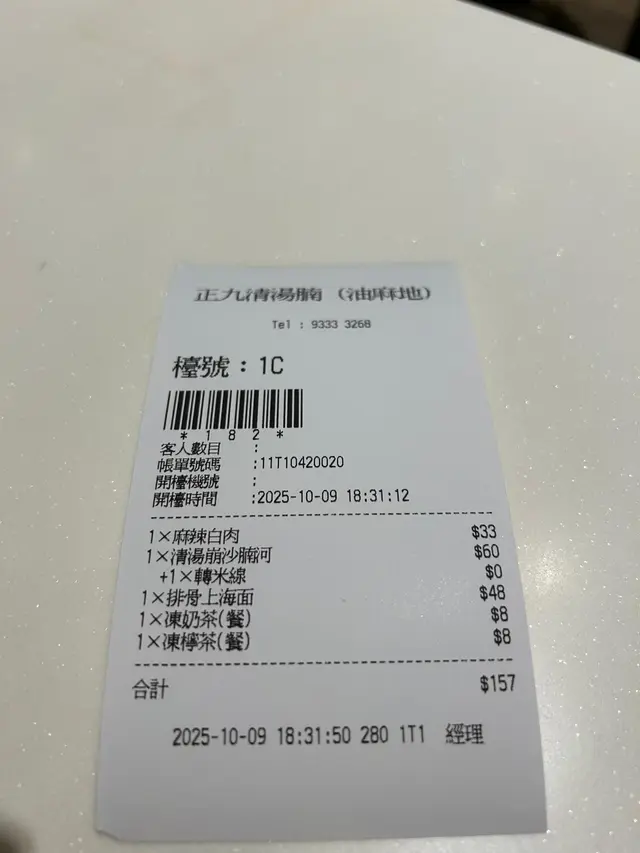 正九清湯腩（油麻地）
Tel : 9333 3268
檯號：1C
* 1 8 2 *
客人數目 :
帳單號碼 :11T10420020
開檯機號 :
開檯時間 :2025-10-09 18:31:12
1×麻辣白肉 $33
1×清湯崩沙腩河 $60
+1×轉米線 $0
1×排骨上海面 $48
1×凍奶茶(餐) $8
1×凍檸茶(餐) $8
合計 $157
2025-10-09 18:31:50 280 1T1 經理